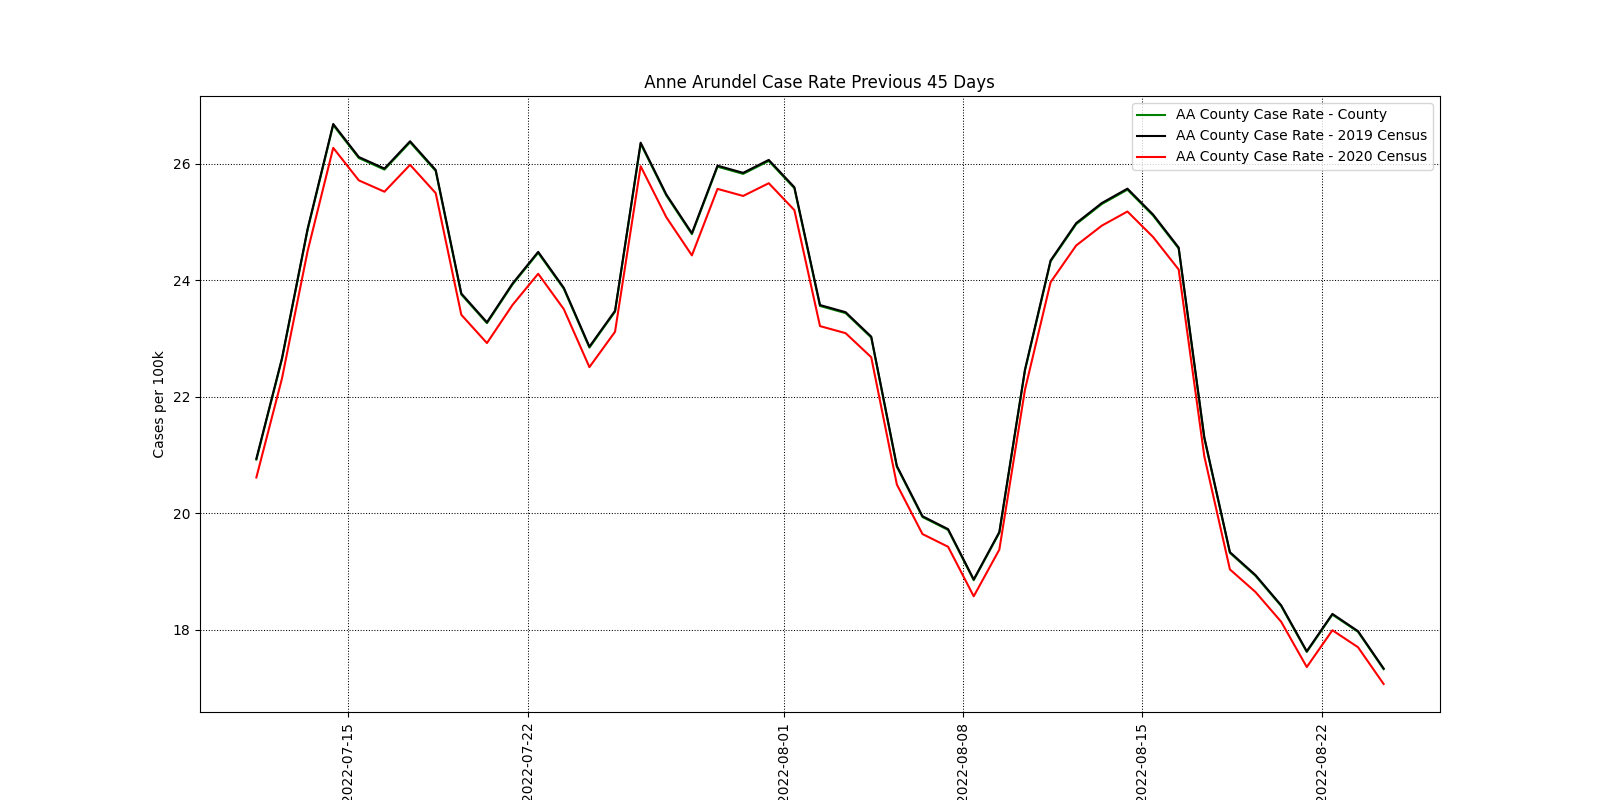 Anne Arundel Case Rate Previous 45 Days
AA County Case Rate - County
AA County Case Rate - 2019 Census
AA County Case Rate - 2020 Census
Cases per 100k
26
24
22
20
18
2022-07-15
2022-07-22
2022-08-01
2022-08-08
2022-08-15
2022-08-22